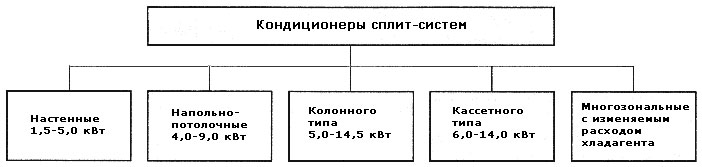 Кондиционеры сплит-систем
Настенные
1,5-5,0 кВт
Напольно-
потолочные
4,0-9,0 кВт
Колонного
типа
5,0-14,5 кВт
Кассетного
типа
6,0-14,0 кВт
Многозональные
с изменяемым
расходом
хладагента